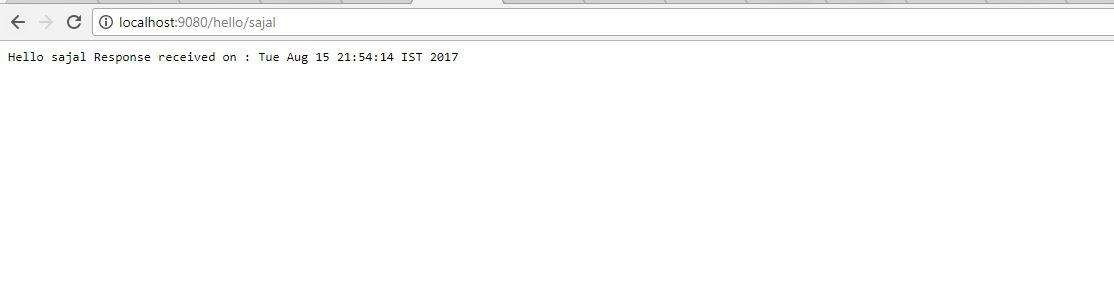 localhost:9080/hello/sajal
Hello sajal Response received on : Tue Aug 15 21:54:14 IST 2017